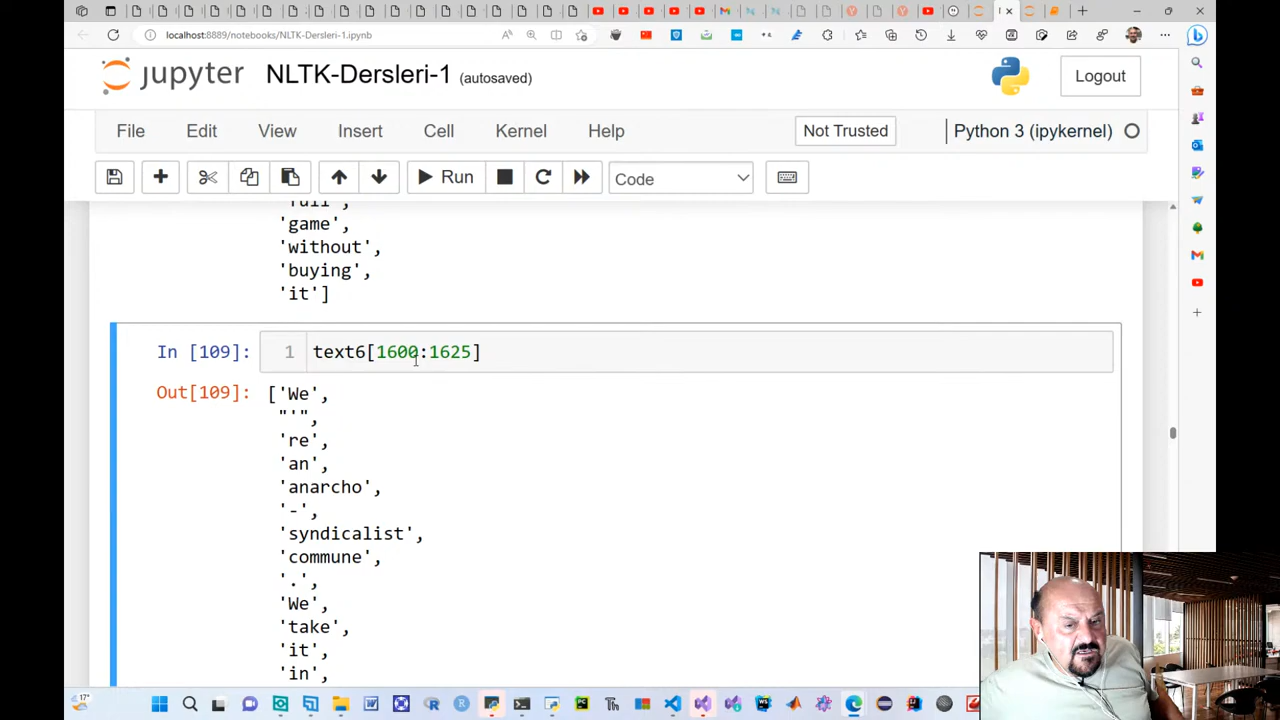 localhost:8889/notebooks/NLTK-Dersleri-1.ipynb
jupyter NLTK-Dersleri-1 (autosaved)
Logout
File Edit View Insert Cell Kernel Help Not Trusted Python 3 (ipykernel)
Run Code
'full',
'game',
'without',
'buying',
'it']
In [109]: 1 text6[1600:1625]
Out[109]: ['We',
"'",
're',
'an',
'anarcho',
'-',
'syndicalist',
'commune',
'.',
'We',
'take',
'it',
'in',
17°